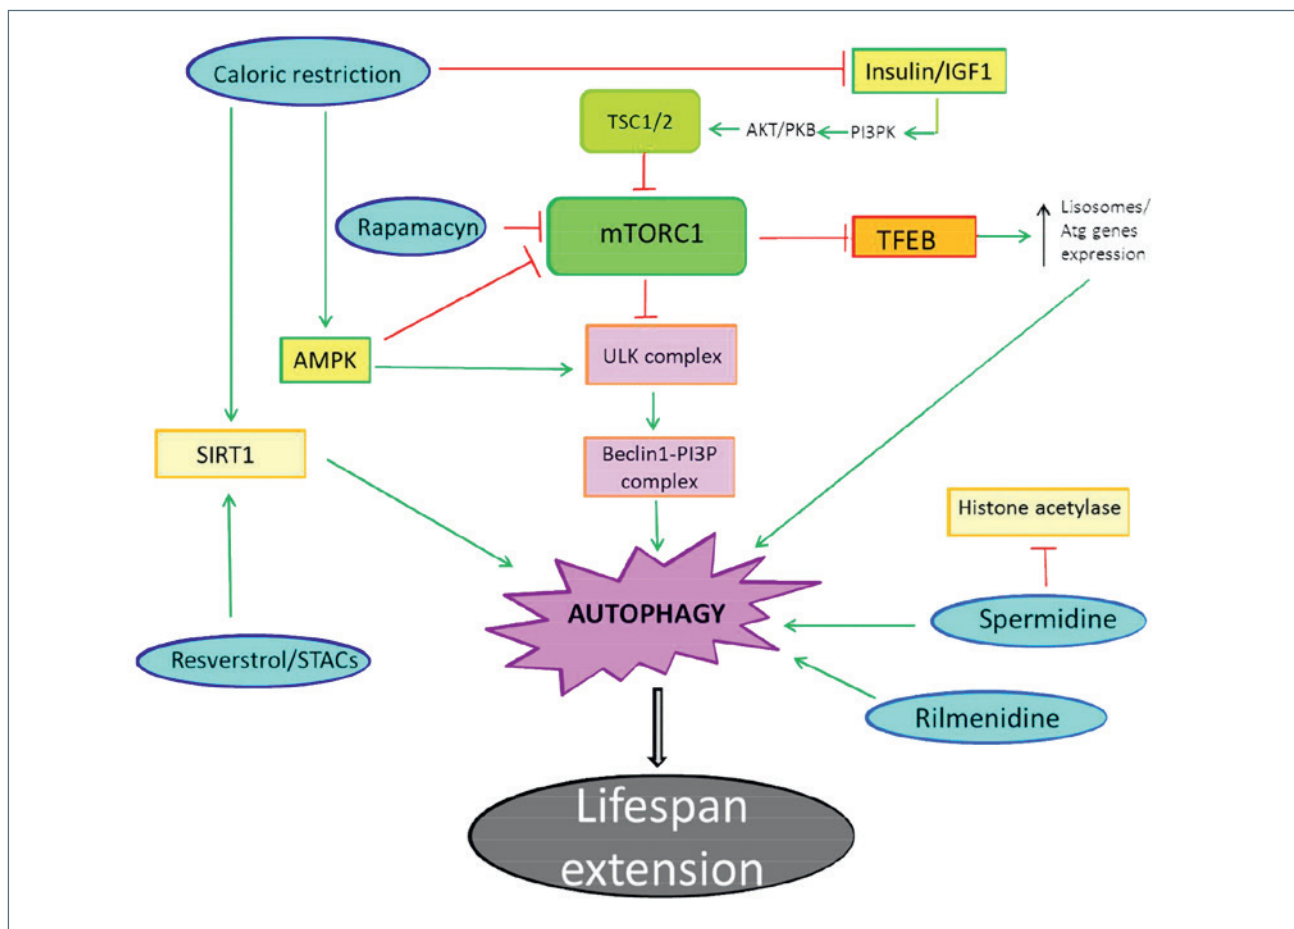 Caloric restriction
Insulin/IGF1
TSC1/2
AKT/PKB
PI3PK
Rapamacyn
mTORC1
TFEB
Lisosomes/
Atg genes
expression
AMPK
ULK complex
SIRT1
Beclin1-PI3P
complex
Histone acetylase
AUTOPHAGY
Spermidine
Resverstrol/STACs
Rilmenidine
Lifespan
extension